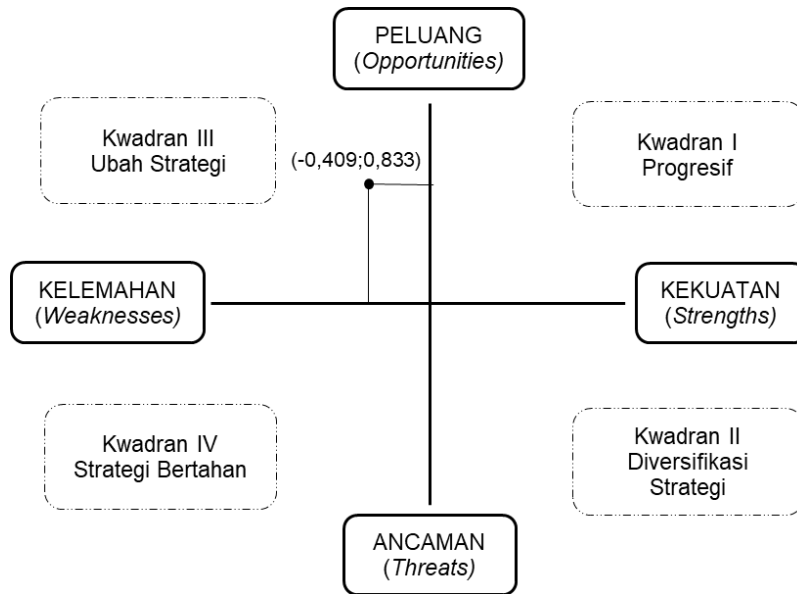 PELUANG
(Opportunities)
Kwadran III
Ubah Strategi
(-0,409;0,833)
Kwadran I
Progresif
KELEMAHAN
(Weaknesses)
KEKUATAN
(Strengths)
Kwadran IV
Strategi Bertahan
Kwadran II
Diversifikasi
Strategi
ANCAMAN
(Threats)